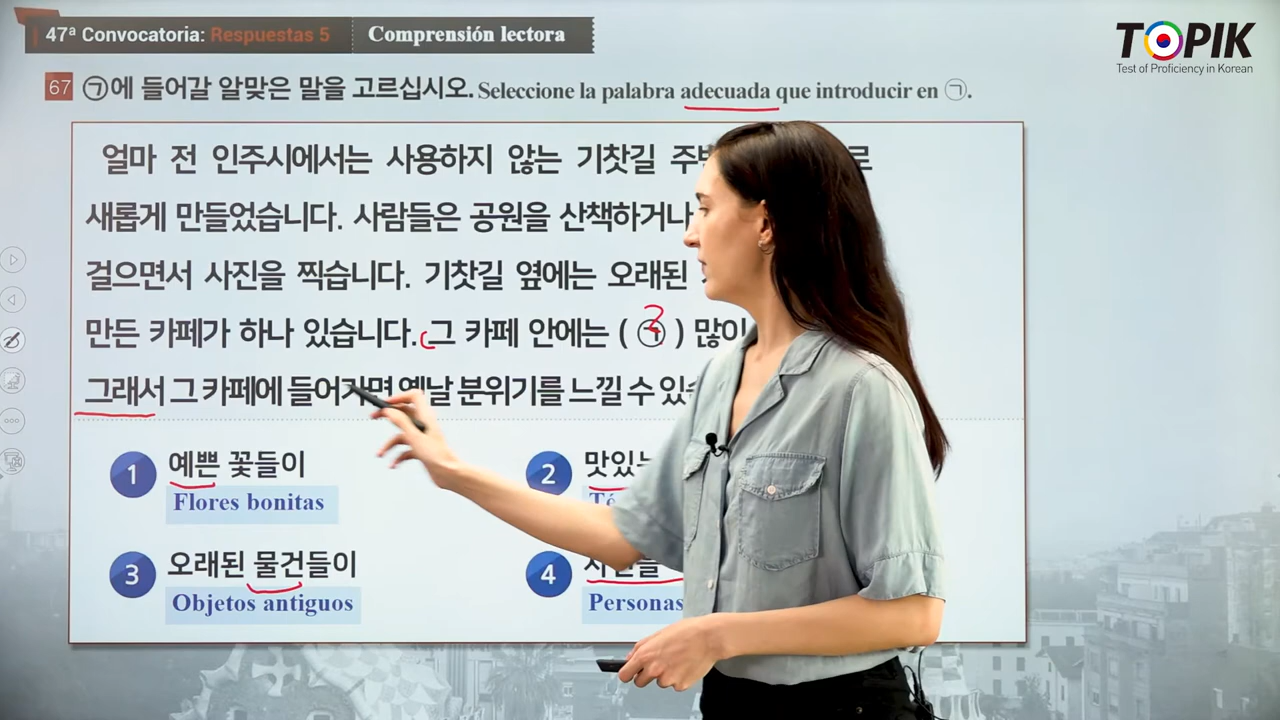 47ª Convocatoria: Respuestas 5
Comprensión lectora
TOPIK
Test of Proficiency in Korean
67 ㉠에 들어갈 알맞은 말을 고르십시오. Seleccione la palabra adecuada que introducir en ㉠.
얼마 전 인주시에서는 사용하지 않는 기찻길
새롭게 만들었습니다. 사람들은 공원을 산책하거나
걸으면서 사진을 찍습니다. 기찻길 옆에는 오래된
만든 카페가 하나 있습니다. 그 카페 안에는 ( ㉠ ) 많이
그래서 그 카페에 들어가면 옛날 분위기를 느낄 수
1 예쁜 꽃들이
Flores bonitas
2
3 오래된 물건들이
Objetos antiguos
4
Personas